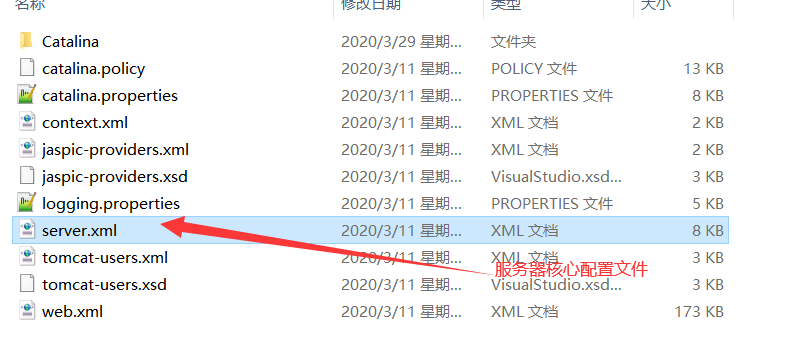 名称 修改日期 类型 大小
Catalina 2020/3/29 星期... 文件夹
catalina.policy 2020/3/11 星期... POLICY 文件 13 KB
catalina.properties 2020/3/11 星期... PROPERTIES 文件 8 KB
context.xml 2020/3/11 星期... XML 文档 2 KB
jaspic-providers.xml 2020/3/11 星期... XML 文档 2 KB
jaspic-providers.xsd 2020/3/11 星期... VisualStudio.xsd... 3 KB
logging.properties 2020/3/11 星期... PROPERTIES 文件 5 KB
server.xml 2020/3/11 星期... XML 文档 8 KB
tomcat-users.xml 2020/3/11 星期... XML 文档 3 KB
服务器核心配置文件
tomcat-users.xsd 2020/3/11 星期... VisualStudio.xsd... 3 KB
web.xml 2020/3/11 星期... XML 文档 173 KB